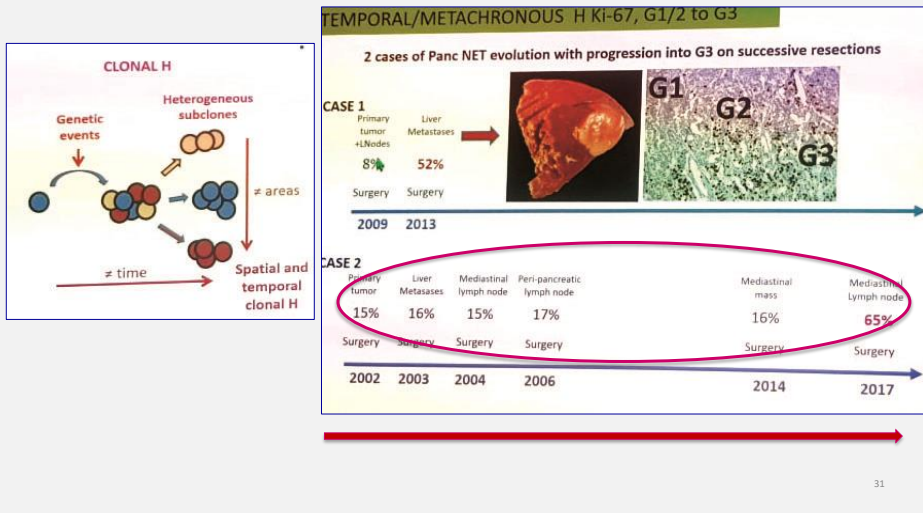 CLONAL H
Genetic
events
Heterogeneous
subclones
≠ areas
≠ time
Spatial and
temporal
clonal H
TEMPORAL/METACHRONOUS H Ki-67, G1/2 to G3
2 cases of Panc NET evolution with progression into G3 on successive resections
CASE 1
Primary
tumor
+LNodes
Liver
Metastases
8%
52%
Surgery
Surgery
2009
2013
G1
G2
G3
CASE 2
Primary
tumor
Liver
Metasases
Mediastinal
lymph node
Peri-pancreatic
lymph node
Mediastinal
mass
Mediastinal
Lymph node
15%
16%
15%
17%
16%
65%
Surgery
Surgery
Surgery
Surgery
Surgery
Surgery
2002
2003
2004
2006
2014
2017
31